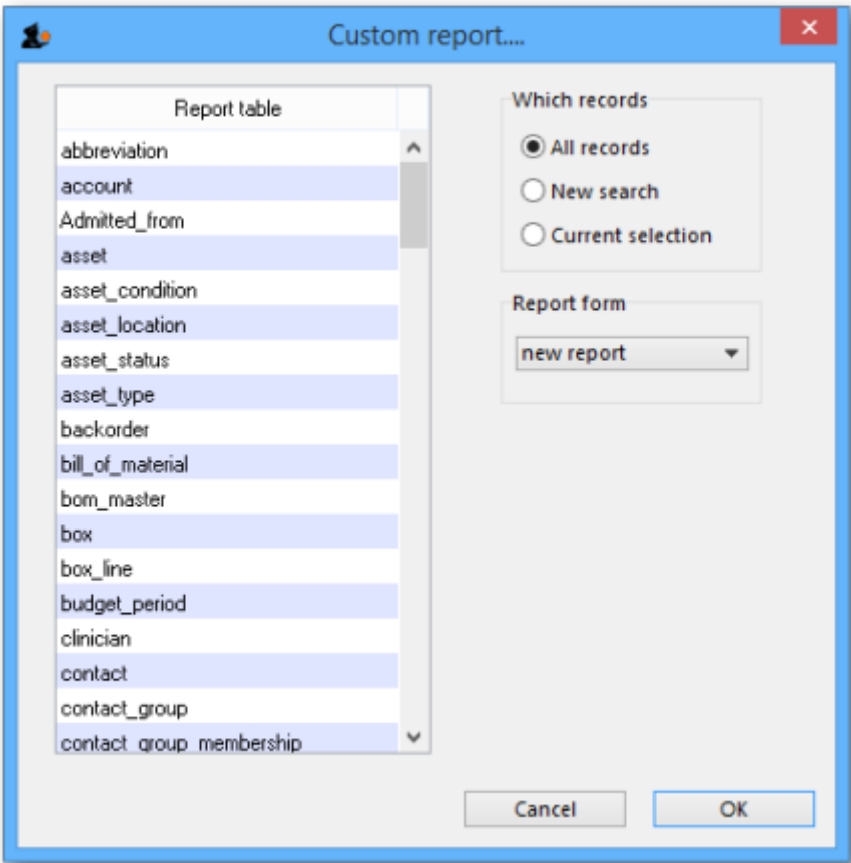 Custom report....
Report table
abbreviation
account
Admitted_from
asset
asset_condition
asset_location
asset_status
asset_type
backorder
bill_of_material
bom_master
box
box_line
budget_period
clinician
contact
contact_group
contact_group_membership
Which records
All records
New search
Current selection
Report form
new report
Cancel
OK